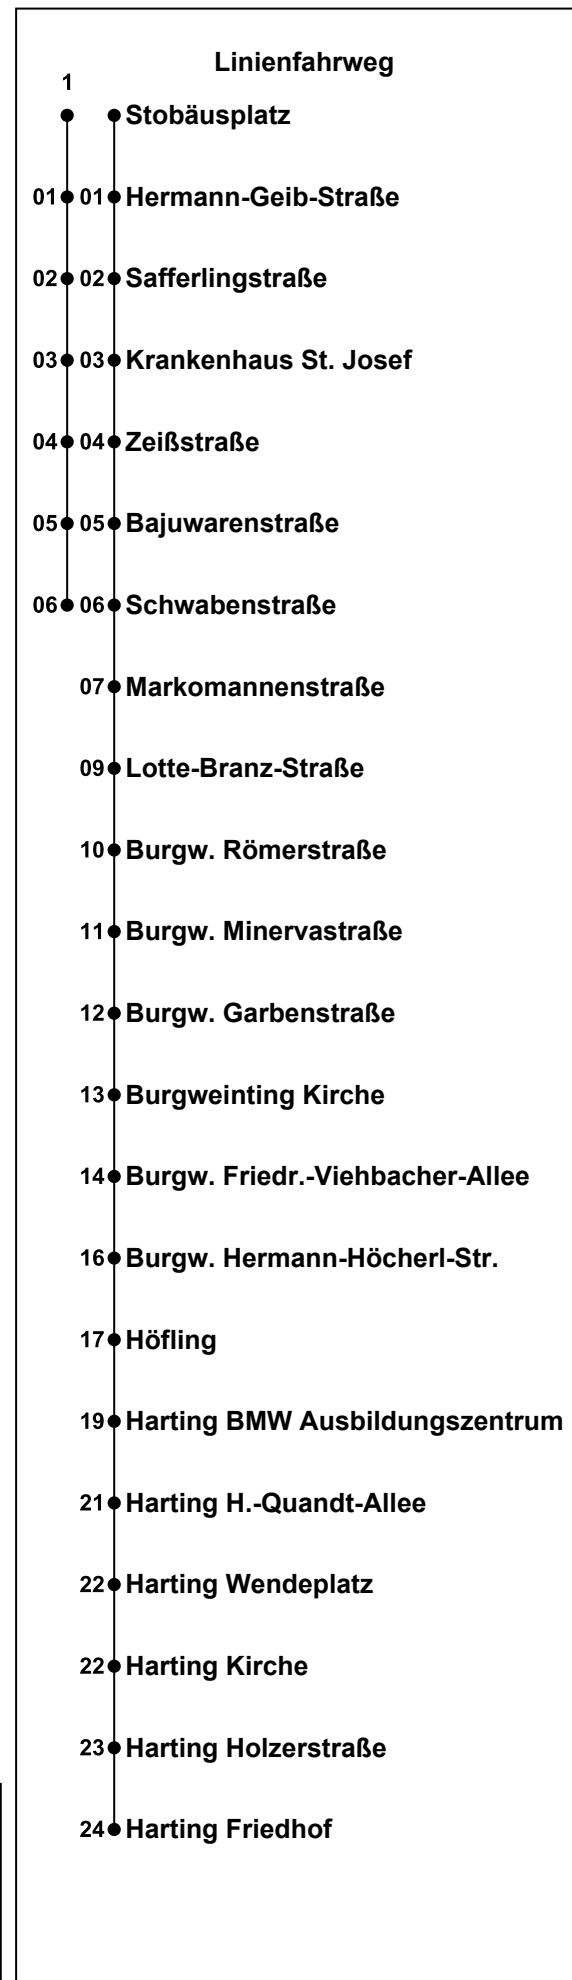 Linienfahrweg
1
Stobäusplatz
01 01 Hermann-Geib-Straße
02 02 Safferlingstraße
03 03 Krankenhaus St. Josef
04 04 Zeißstraße
05 05 Bajuwarenstraße
06 06 Schwabenstraße
07 Markomannenstraße
09 Lotte-Branz-Straße
10 Burgw. Römerstraße
11 Burgw. Minervastraße
12 Burgw. Garbenstraße
13 Burgweinting Kirche
14 Burgw. Friedr.-Viehbacher-Allee
16 Burgw. Hermann-Höcherl-Str.
17 Höfling
19 Harting BMW Ausbildungszentrum
21 Harting H.-Quandt-Allee
22 Harting Wendeplatz
22 Harting Kirche
23 Harting Holzerstraße
24 Harting Friedhof